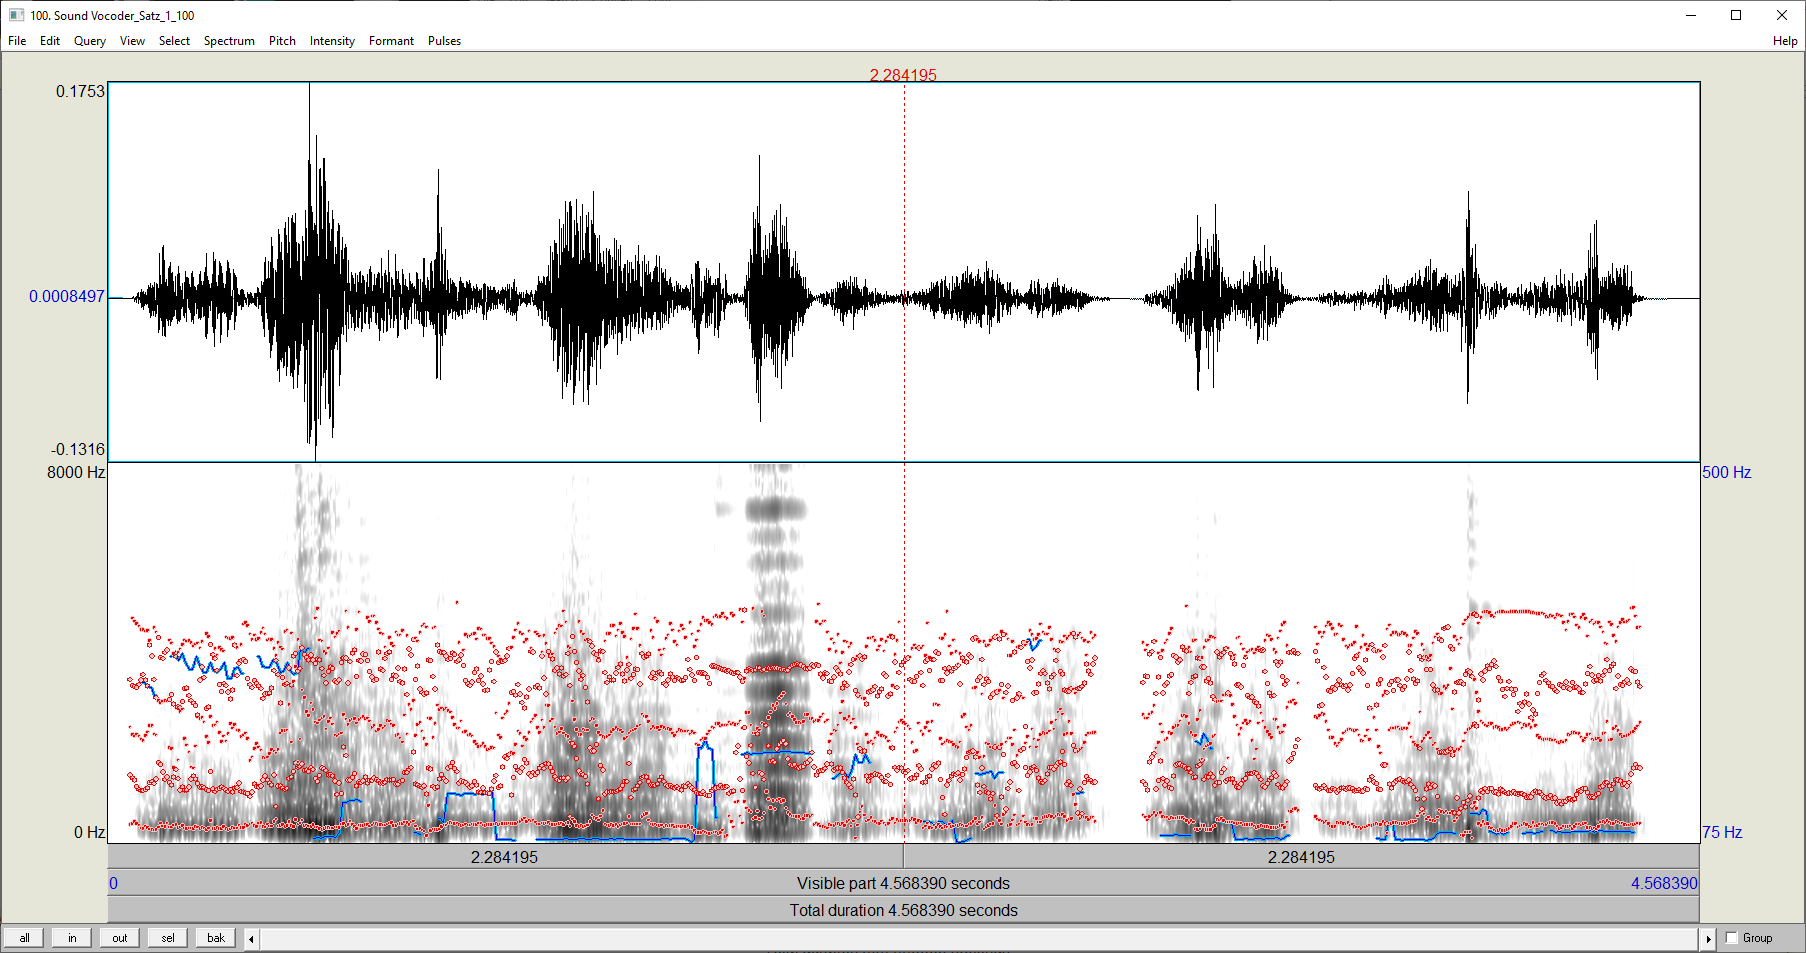 100. Sound Vocoder_Satz_1_100
File Edit Query View Select Spectrum Pitch Intensity Formant Pulses Help
2.284195
0.1753
0.0008497
-0.1316
8000 Hz 500 Hz
0 Hz 75 Hz
2.284195 2.284195
0 Visible part 4.568390 seconds 4.568390
Total duration 4.568390 seconds
all in out sel bak Group